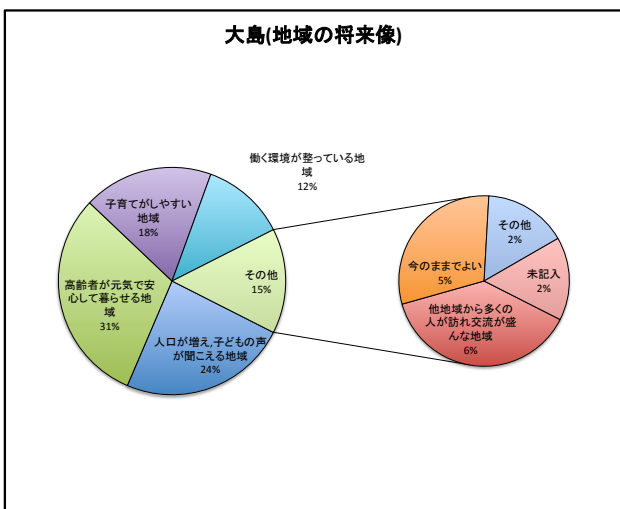 大島(地域の将来像)
働く環境が整っている地
域
12%
子育てがしやすい
地域
18%
その他
15%
高齢者が元気で安
心して暮らせる地
域
31%
人口が増え,子どもの声
が聞こえる地域
24%
その他
2%
未記入
2%
今のままでよい
5%
他地域から多くの
人が訪れ交流が盛
んな地域
6%